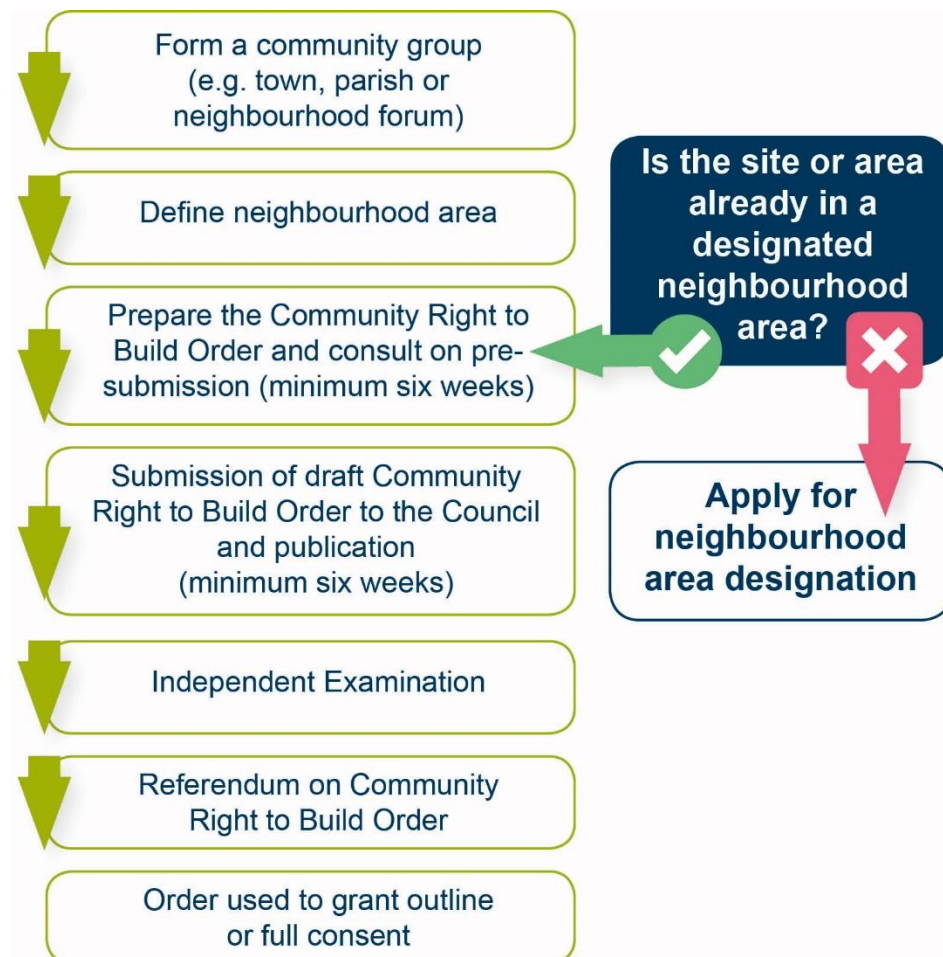 Form a community group
(e.g. town, parish or
neighbourhood forum)
Define neighbourhood area
Prepare the Community Right to
Build Order and consult on pre-
submission (minimum six weeks)
Submission of draft Community
Right to Build Order to the Council
and publication
(minimum six weeks)
Independent Examination
Referendum on Community
Right to Build Order
Order used to grant outline
or full consent
Is the site or area
already in a
designated
neighbourhood
area?
Apply for
neighbourhood
area designation